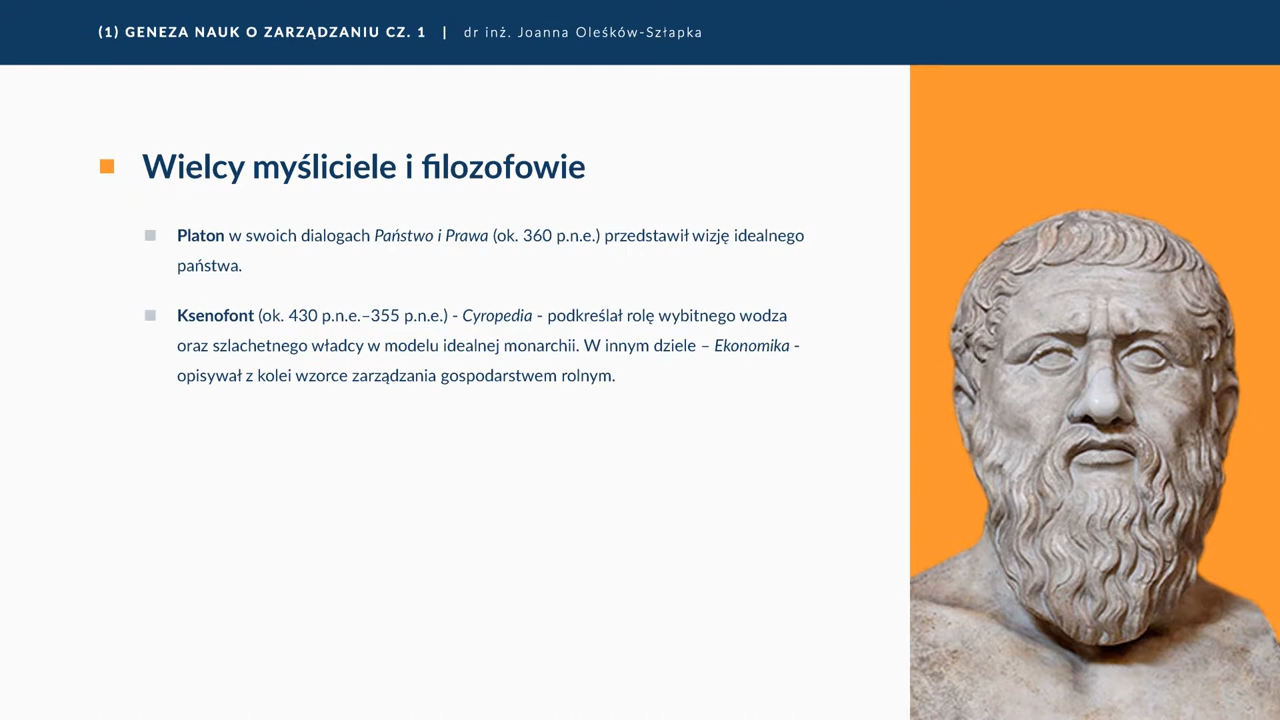 (1) GENEZA NAUK O ZARZĄDZANIU CZ. 1 | dr inż. Joanna Oleśków-Szłapka
Wielcy myśliciele i filozofowie
Platon w swoich dialogach Państwo i Prawa (ok. 360 p.n.e.) przedstawił wizję idealnego
państwa.
Ksenofont (ok. 430 p.n.e.–355 p.n.e.) - Cyropedia - podkreślał rolę wybitnego wodza
oraz szlachetnego władcy w modelu idealnej monarchii. W innym dziele – Ekonomika -
opisywał z kolei wzorce zarządzania gospodarstwem rolnym.